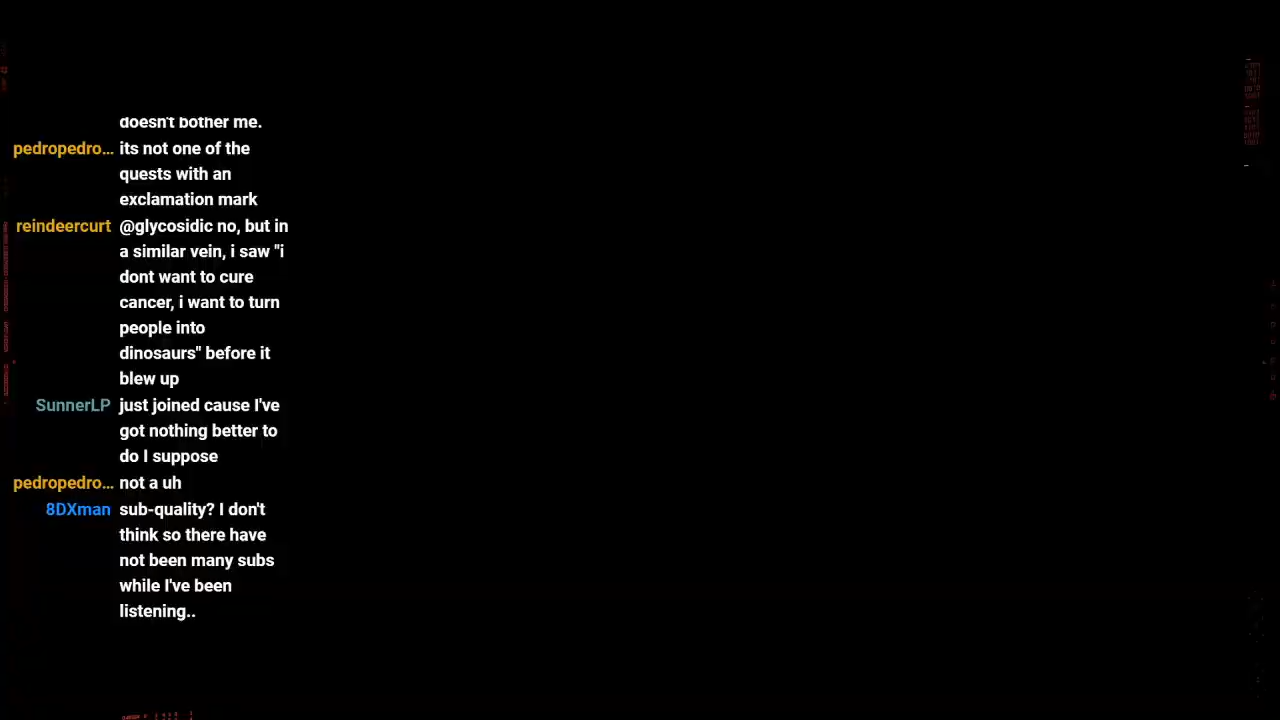 doesn't bother me.
pedropedro… its not one of the
quests with an
exclamation mark
reindeercurt @glycosidic no, but in
a similar vein, i saw "i
dont want to cure
cancer, i want to turn
people into
dinosaurs" before it
blew up
SunnerLP just joined cause I've
got nothing better to
do I suppose
pedropedro… not a uh
8DXman sub-quality? I don't
think so there have
not been many subs
while I've been
listening..